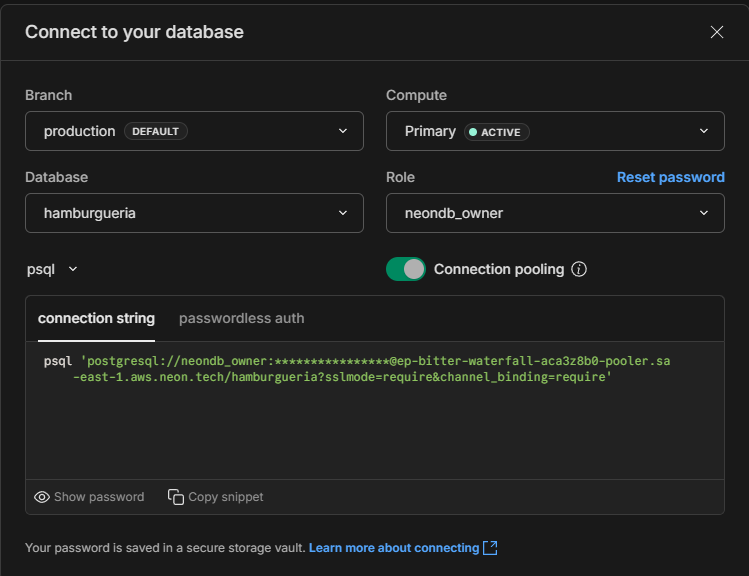 Connect to your database
Branch
Compute
production DEFAULT
Primary ACTIVE
Database
Role
Reset password
hamburgueria
neondb_owner
psql
Connection pooling
connection string
passwordless auth
psql 'postgresql://neondb_owner:****************@ep-bitter-waterfall-aca3z8b0-pooler.sa
-east-1.aws.neon.tech/hamburgueria?sslmode=require&channel_binding=require'
Show password
Copy snippet
Your password is saved in a secure storage vault. Learn more about connecting